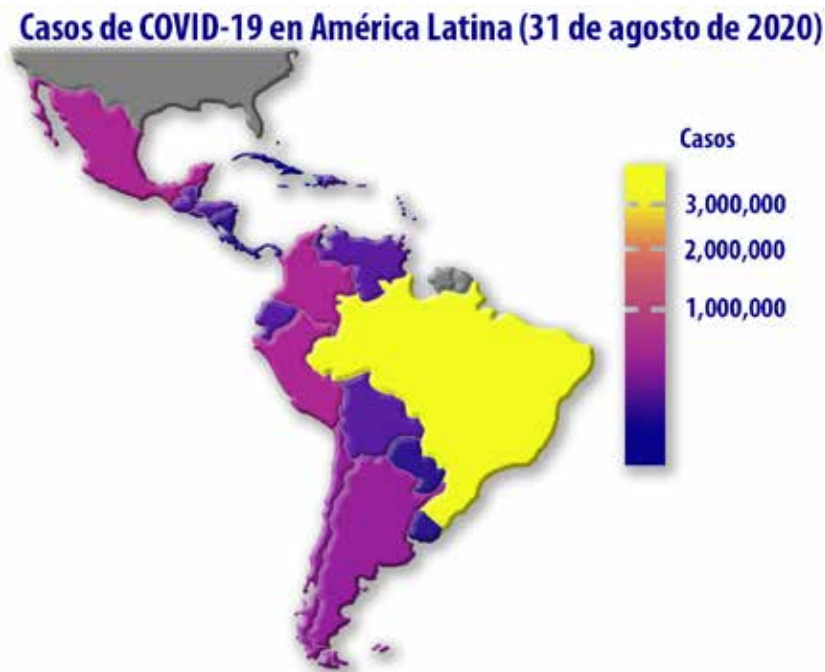 Casos de COVID-19 en América Latina (31 de agosto de 2020)
Casos
3,000,000
2,000,000
1,000,000